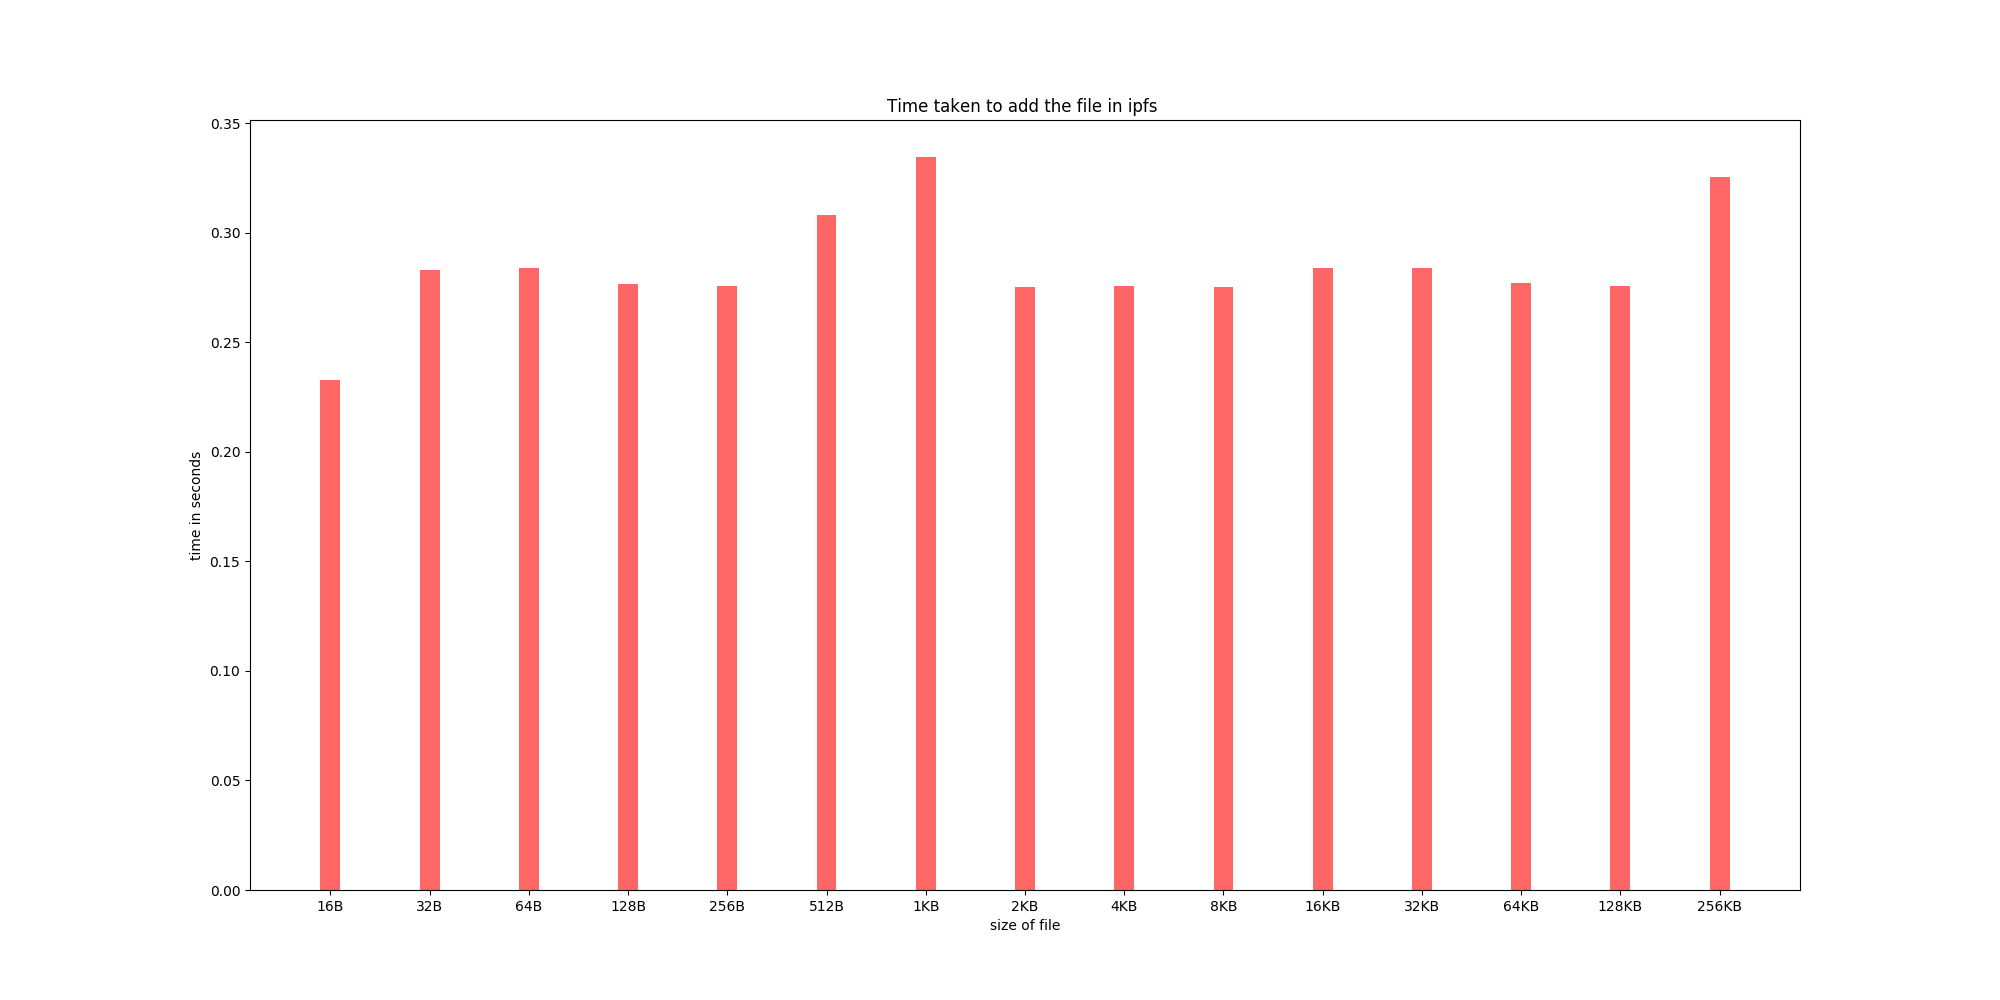 Time taken to add the file in ipfs
0.35
0.30
0.25
0.20
0.15
0.10
0.05
0.00
time in seconds
16B 32B 64B 128B 256B 512B 1KB 2KB 4KB 8KB 16KB 32KB 64KB 128KB 256KB
size of file